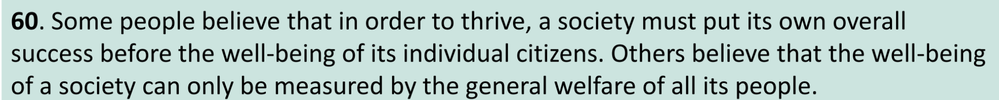 60. Some people believe that in order to thrive, a society must put its own overall
success before the well-being of its individual citizens. Others believe that the well-being
of a society can only be measured by the general welfare of all its people.